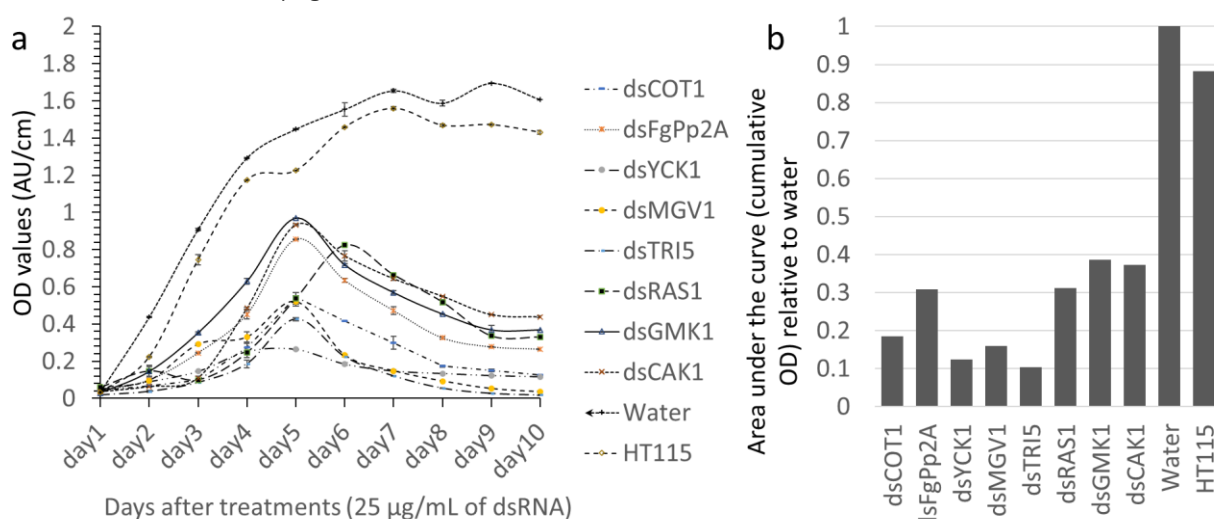 a
2
1.8
1.6
1.4
1.2
1
0.8
0.6
0.4
0.2
0
OD values (AU/cm)
day1
day2
day3
day4
day5
day6
day7
day8
day9
day10
Days after treatments (25 µg/mL of dsRNA)
dsCOT1
dsFgPp2A
dsYCK1
dsMGV1
dsTRI5
dsRAS1
dsGMK1
dsCAK1
Water
HT115
b
Area under the curve (cumulative
OD) relative to water
1
0.9
0.8
0.7
0.6
0.5
0.4
0.3
0.2
0.1
0
dsCOT1
dsFgPp2A
dsYCK1
dsMGV1
dsTRI5
dsRAS1
dsGMK1
dsCAK1
Water
HT115